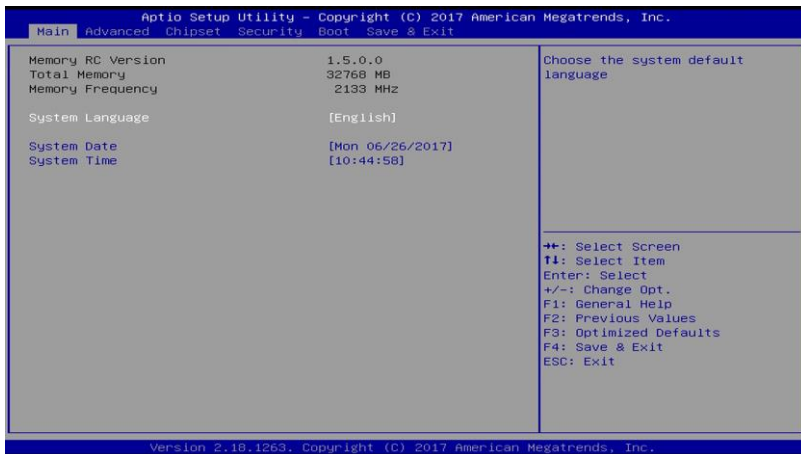 Aptio Setup Utility – Copyright (C) 2017 American Megatrends, Inc.
Main Advanced Chipset Security Boot Save & Exit
Memory RC Version 1.5.0.0
Total Memory 32768 MB
Memory Frequency 2133 MHz
System Language [English]
System Date [Mon 06/26/2017]
System Time [10:44:58]
Choose the system default
language
→←: Select Screen
↑↓: Select Item
Enter: Select
+/-: Change Opt.
F1: General Help
F2: Previous Values
F3: Optimized Defaults
F4: Save & Exit
ESC: Exit
Version 2.18.1263. Copyright (C) 2017 American Megatrends, Inc.